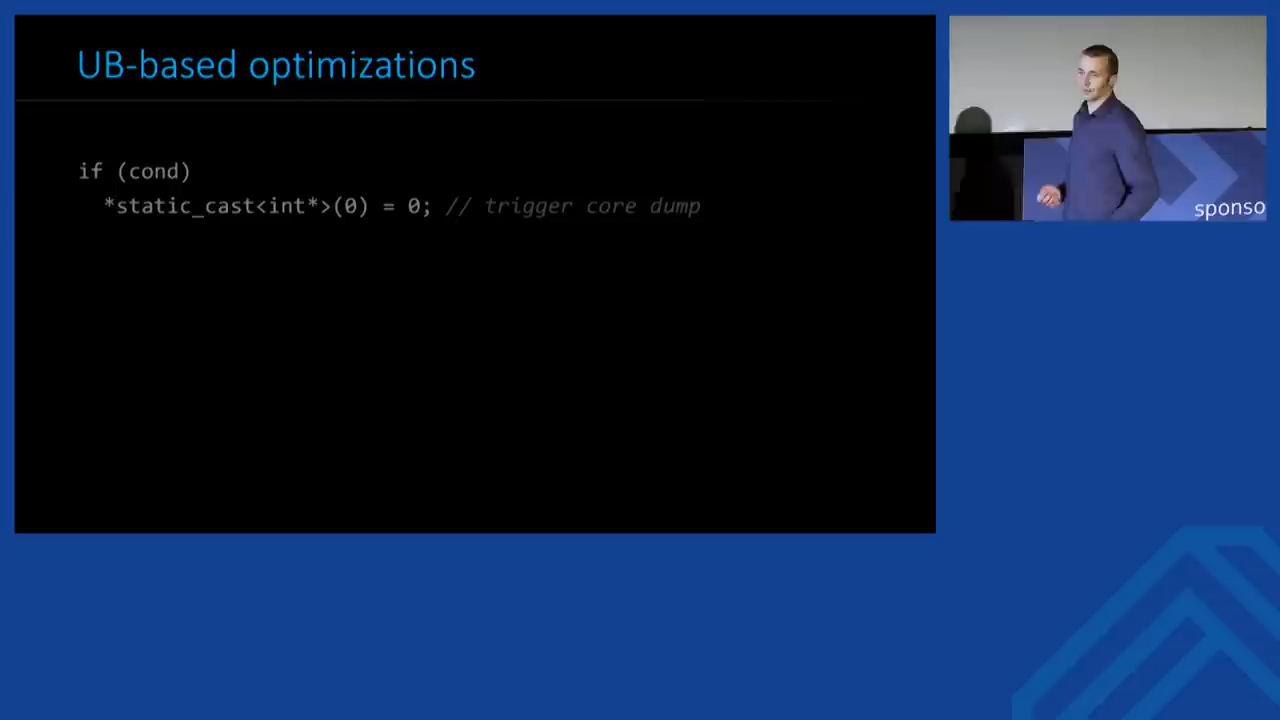 UB-based optimizations
if (cond)
*static_cast<int*>(0) = 0; // trigger core dump
sponso